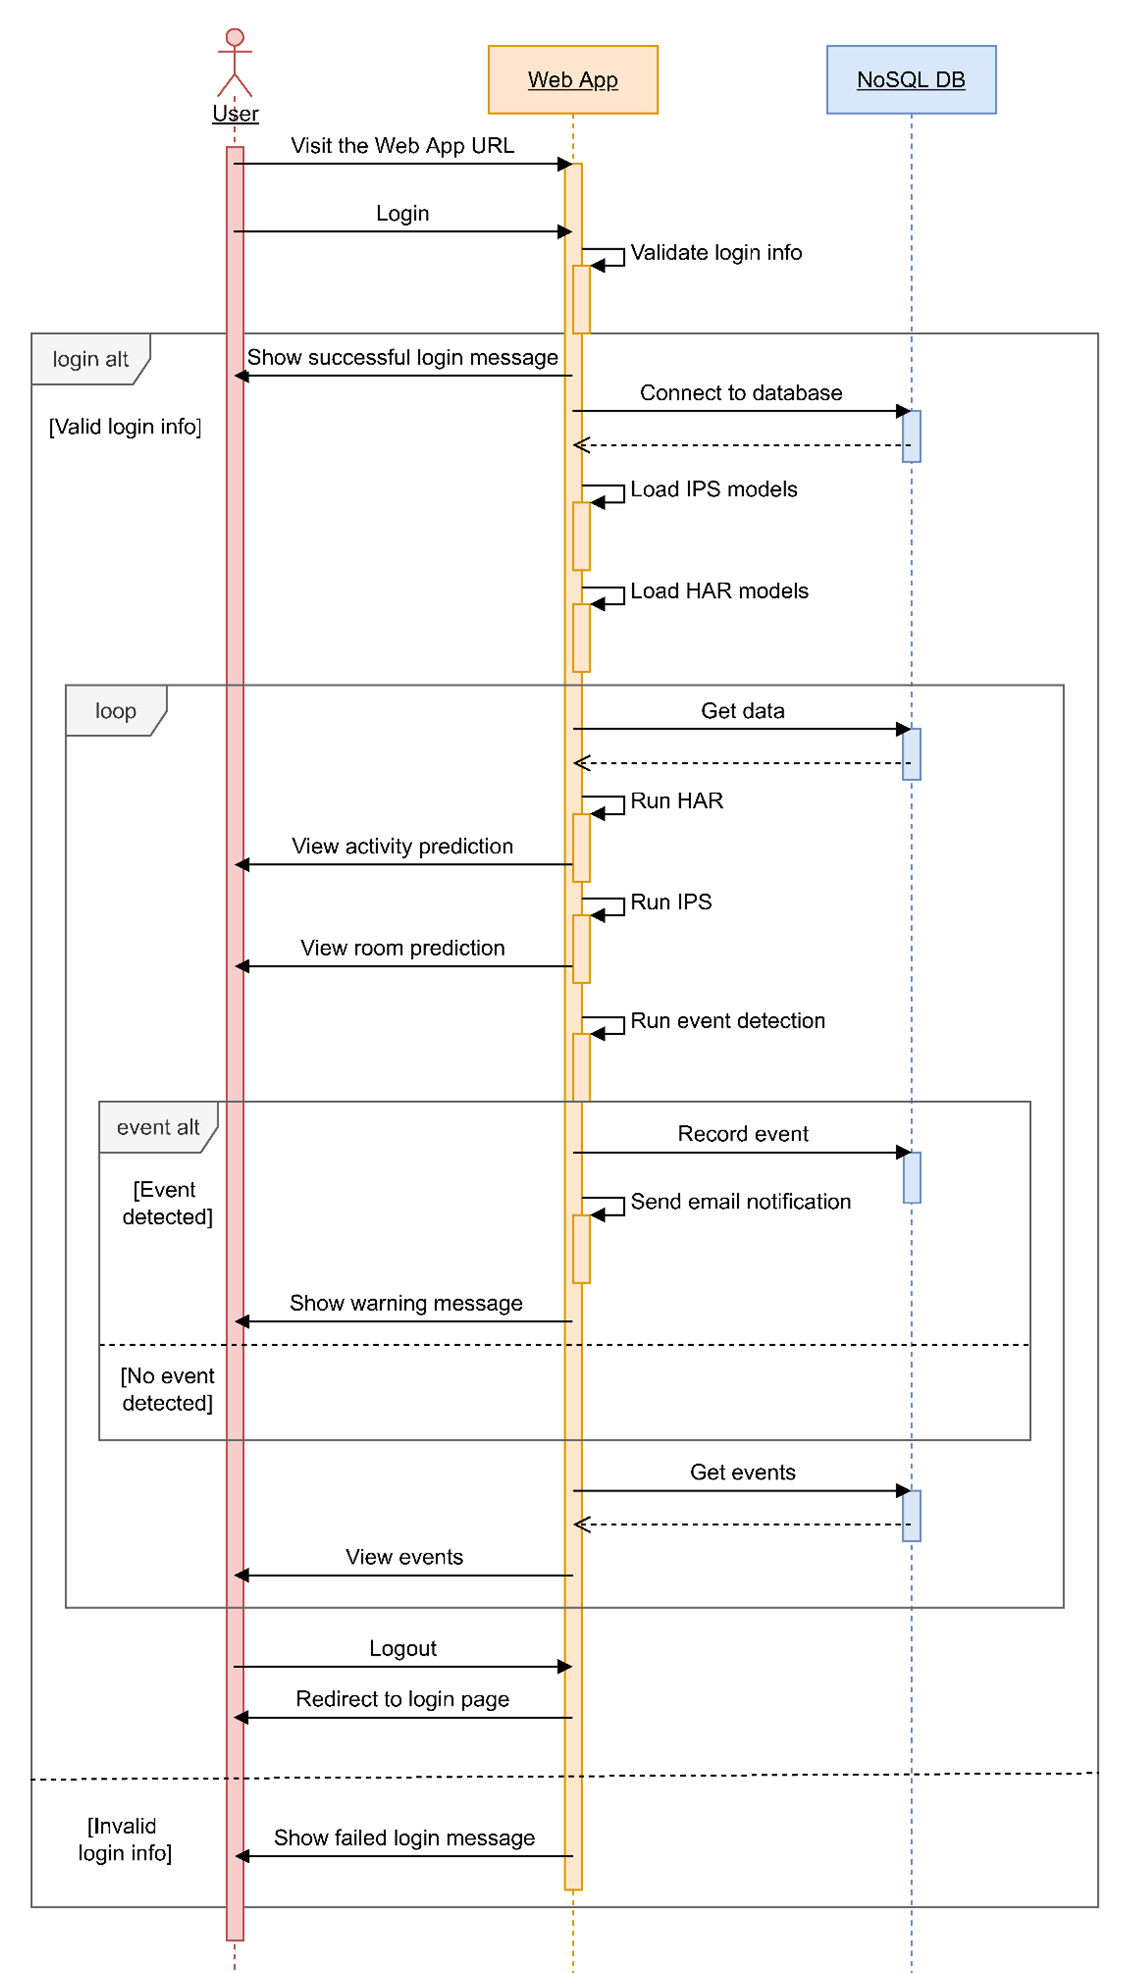 User
Web App
NoSQL DB
Visit the Web App URL
Login
Validate login info
login alt
Show successful login message
Connect to database
[Valid login info]
Load IPS models
Load HAR models
loop
Get data
Run HAR
View activity prediction
Run IPS
View room prediction
Run event detection
event alt
Record event
[Event
detected]
Send email notification
Show warning message
[No event
detected]
Get events
View events
Logout
Redirect to login page
[Invalid
login info]
Show failed login message